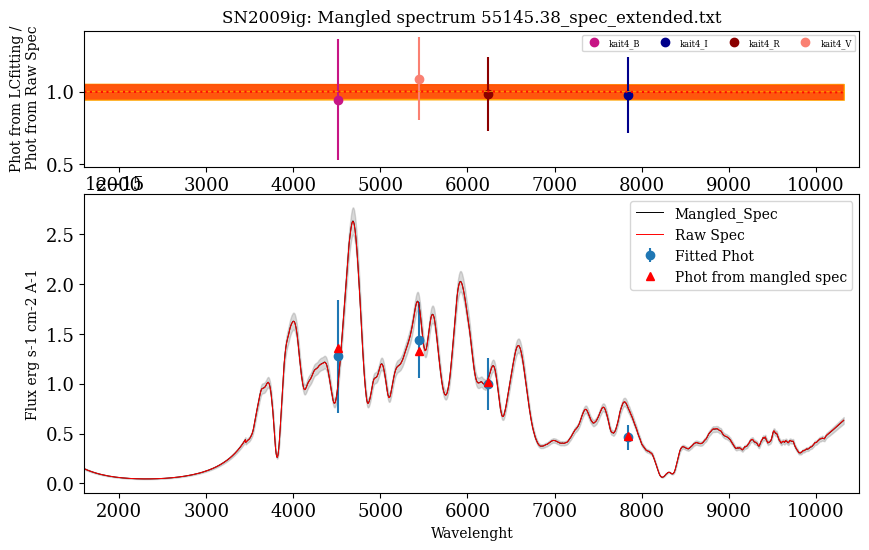 SN2009ig: Mangled spectrum 55145.38_spec_extended.txt
Phot from LCfitting /
Phot from Raw Spec
1.0
0.5
kait4_B kait4_I kait4_R kait4_V
2000 3000 4000 5000 6000 7000 8000 9000 10000
1e−15
Flux erg s-1 cm-2 A-1
2.5
2.0
1.5
1.0
0.5
0.0
Mangled_Spec
Raw Spec
Fitted Phot
Phot from mangled spec
2000 3000 4000 5000 6000 7000 8000 9000 10000
Wavelenght